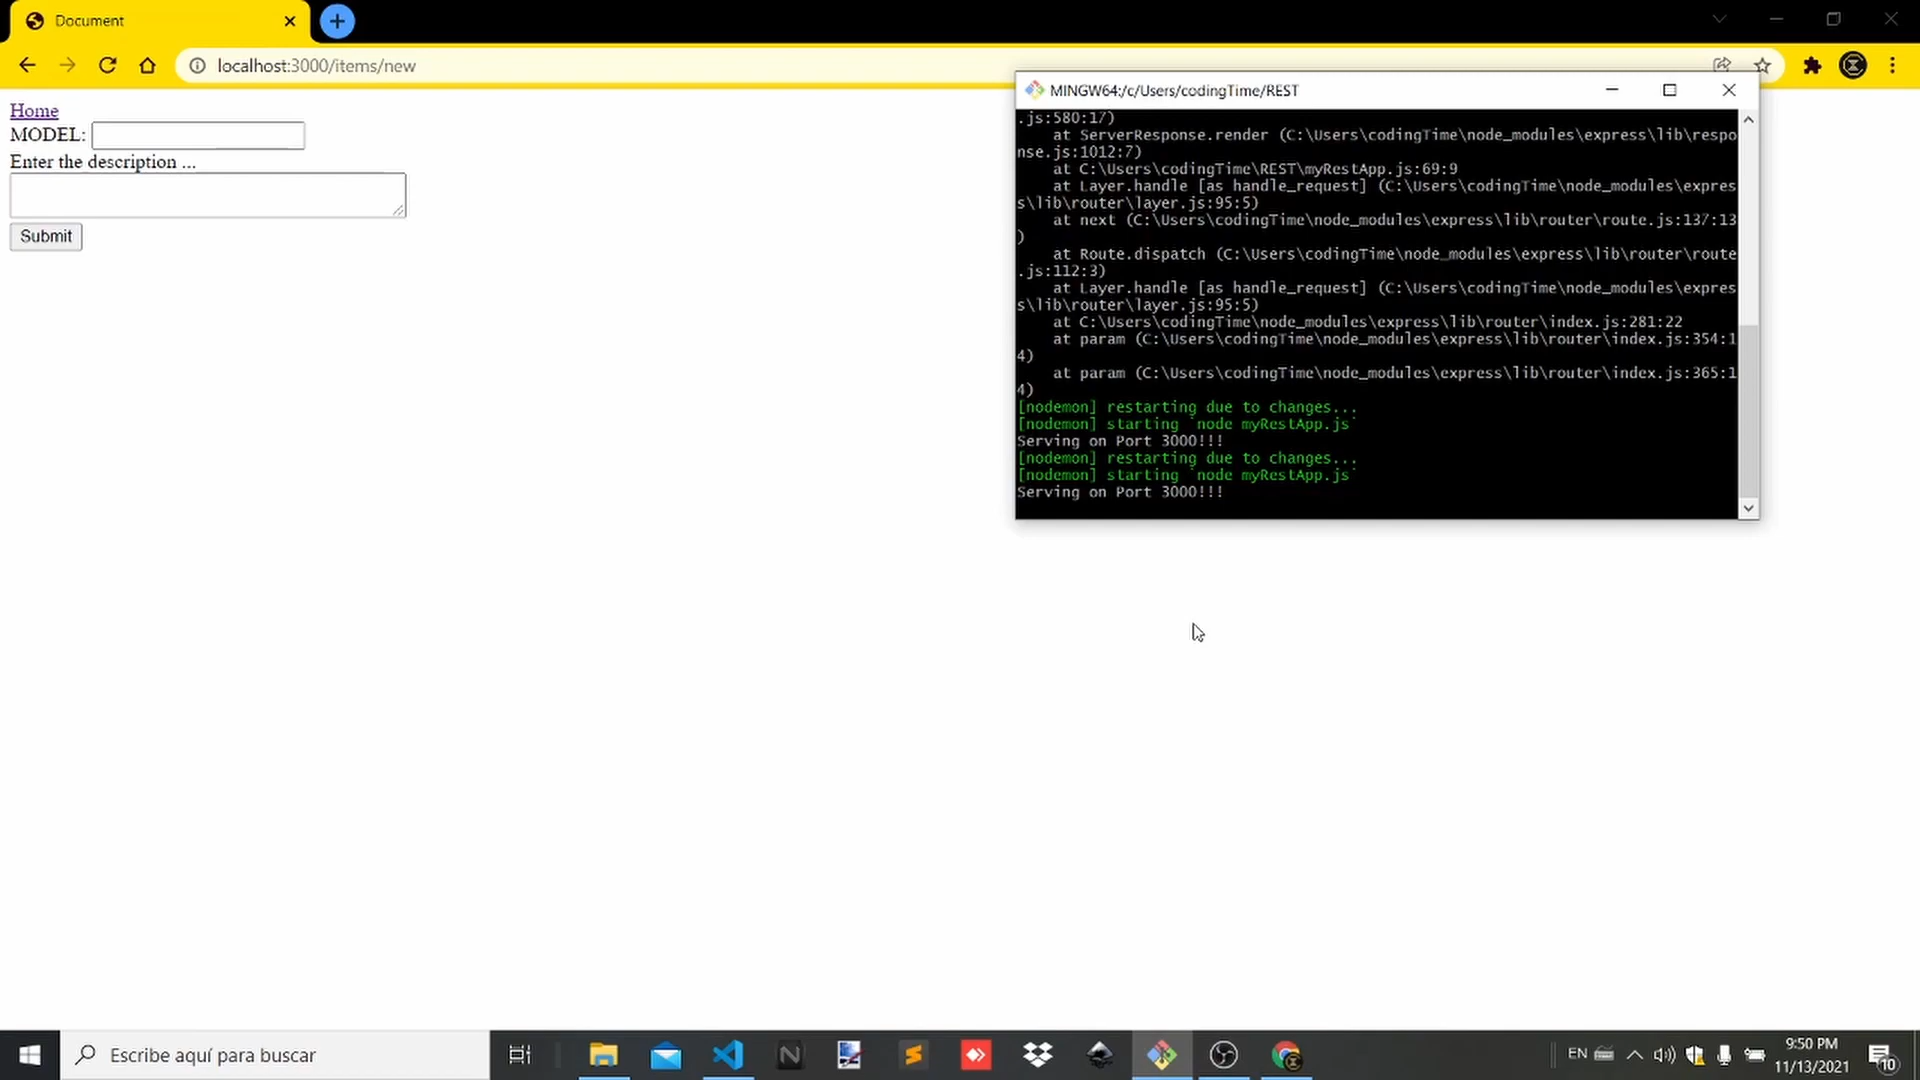 Document
localhost:3000/items/new
Home
MODEL:
Enter the description ...
Submit
MINGW64:/c/Users/codingTime/REST
.js:580:17)
at ServerResponse.render (C:\Users\codingTime\node_modules\express\lib\respo
nse.js:1012:7)
at C:\Users\codingTime\REST\myRestApp.js:69:9
at Layer.handle [as handle_request] (C:\Users\codingTime\node_modules\expres
s\lib\router\layer.js:95:5)
at next (C:\Users\codingTime\node_modules\express\lib\router\route.js:137:13
)
at Route.dispatch (C:\Users\codingTime\node_modules\express\lib\router\route
.js:112:3)
at Layer.handle [as handle_request] (C:\Users\codingTime\node_modules\expres
s\lib\router\layer.js:95:5)
at C:\Users\codingTime\node_modules\express\lib\router\index.js:281:22
at param (C:\Users\codingTime\node_modules\express\lib\router\index.js:354:1
4)
at param (C:\Users\codingTime\node_modules\express\lib\router\index.js:365:1
4)
[nodemon] restarting due to changes...
[nodemon] starting `node myRestApp.js`
Serving on Port 3000!!!
[nodemon] restarting due to changes...
[nodemon] starting `node myRestApp.js`
Serving on Port 3000!!!
Escribe aquí para buscar
EN
9:50 PM
11/13/2021
10